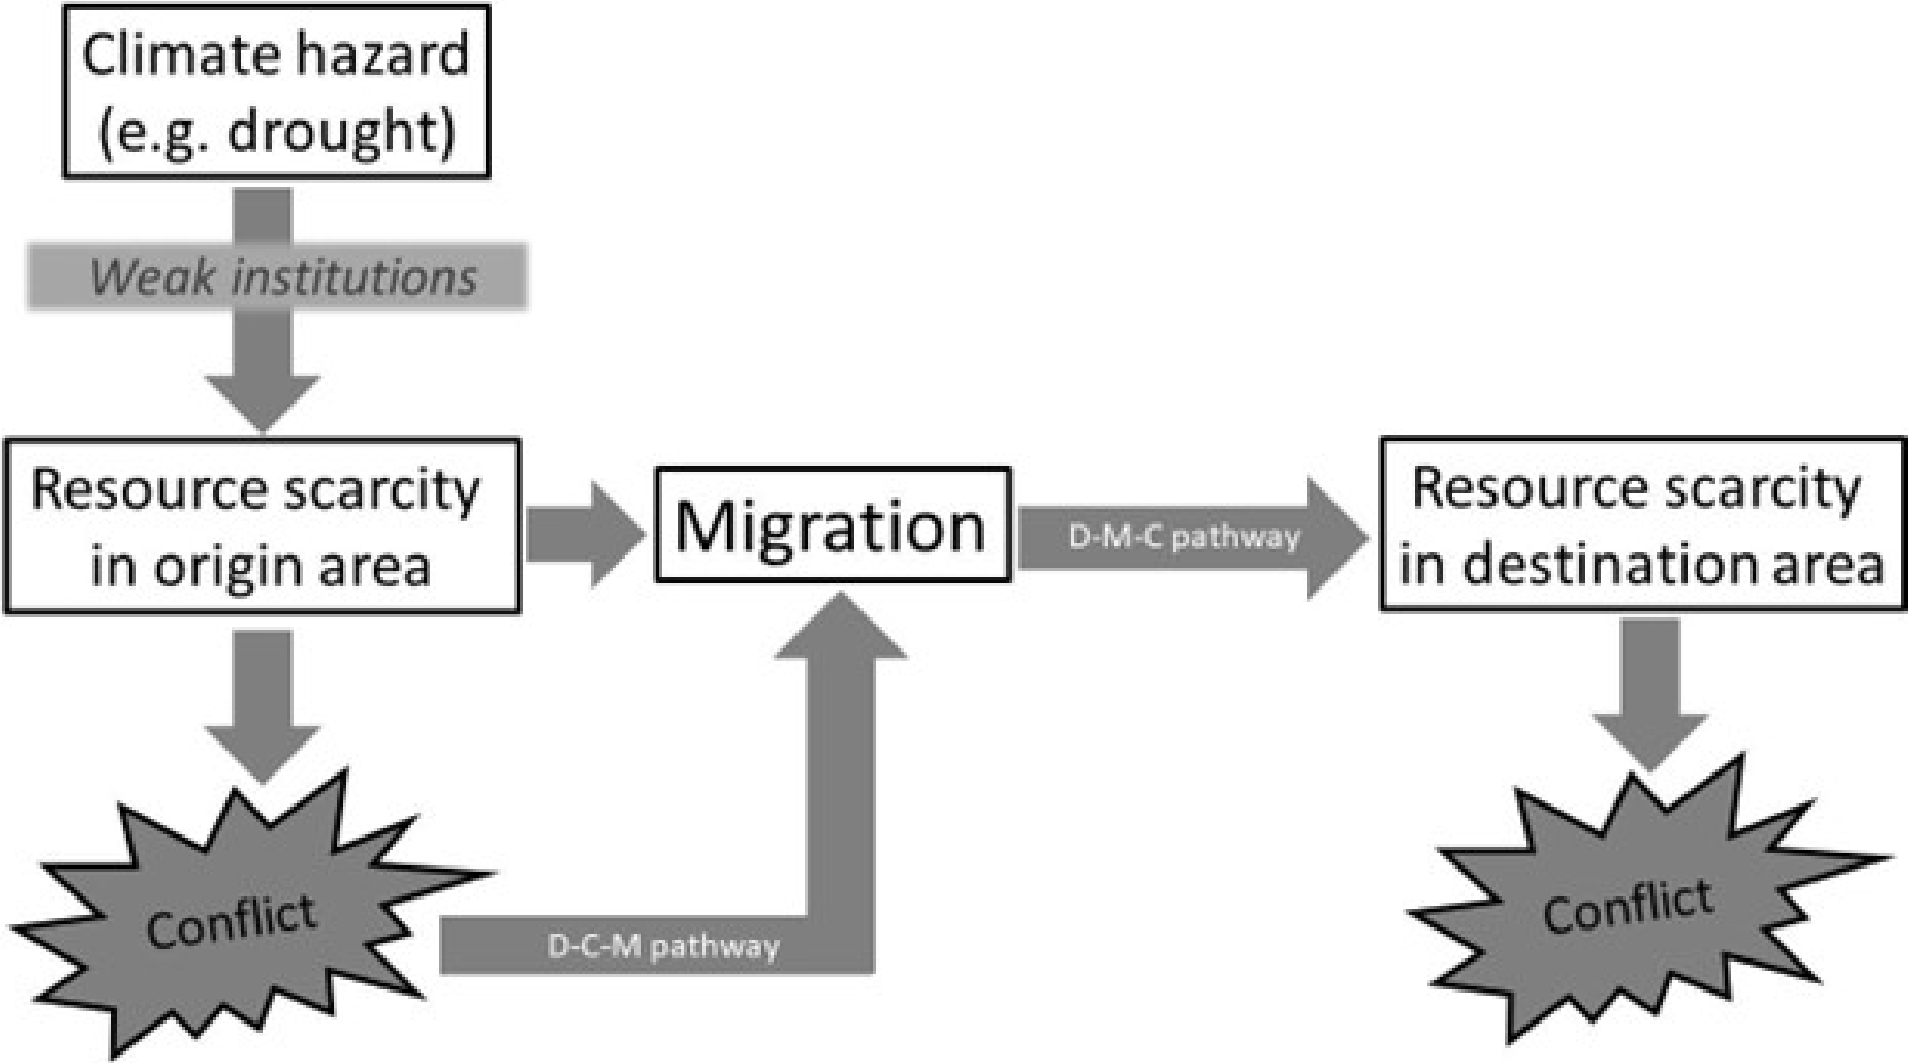 Climate hazard
(e.g. drought)
Weak institutions
Resource scarcity
in origin area
Migration
D-M-C pathway
Resource scarcity
in destination area
Conflict
D-C-M pathway
Conflict